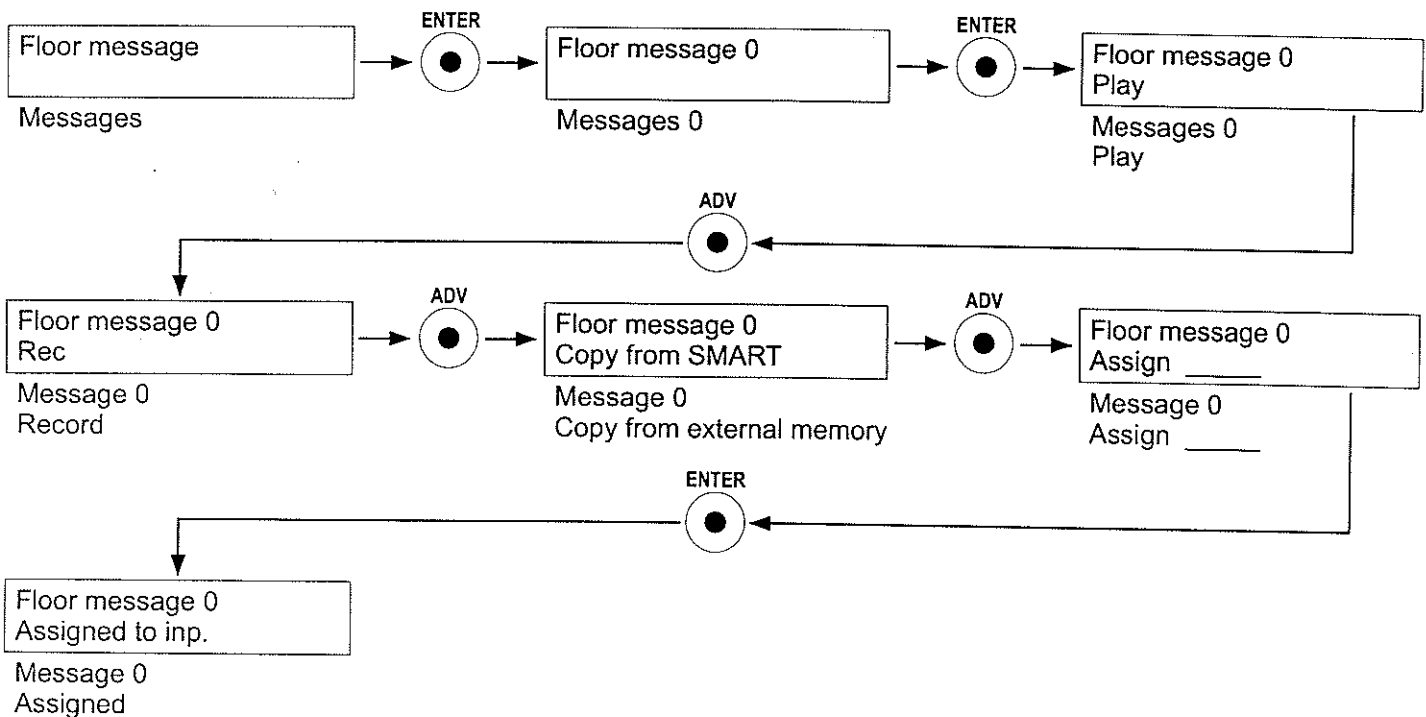 Floor message
Messages
ENTER
Floor message 0
Messages 0
ENTER
Floor message 0
Play
Messages 0
Play
ADV
Floor message 0
Rec
Message 0
Record
ADV
Floor message 0
Copy from SMART
Message 0
Copy from external memory
ADV
Floor message 0
Assign _____
Message 0
Assign _____
ENTER
Floor message 0
Assigned to inp.
Message 0
Assigned